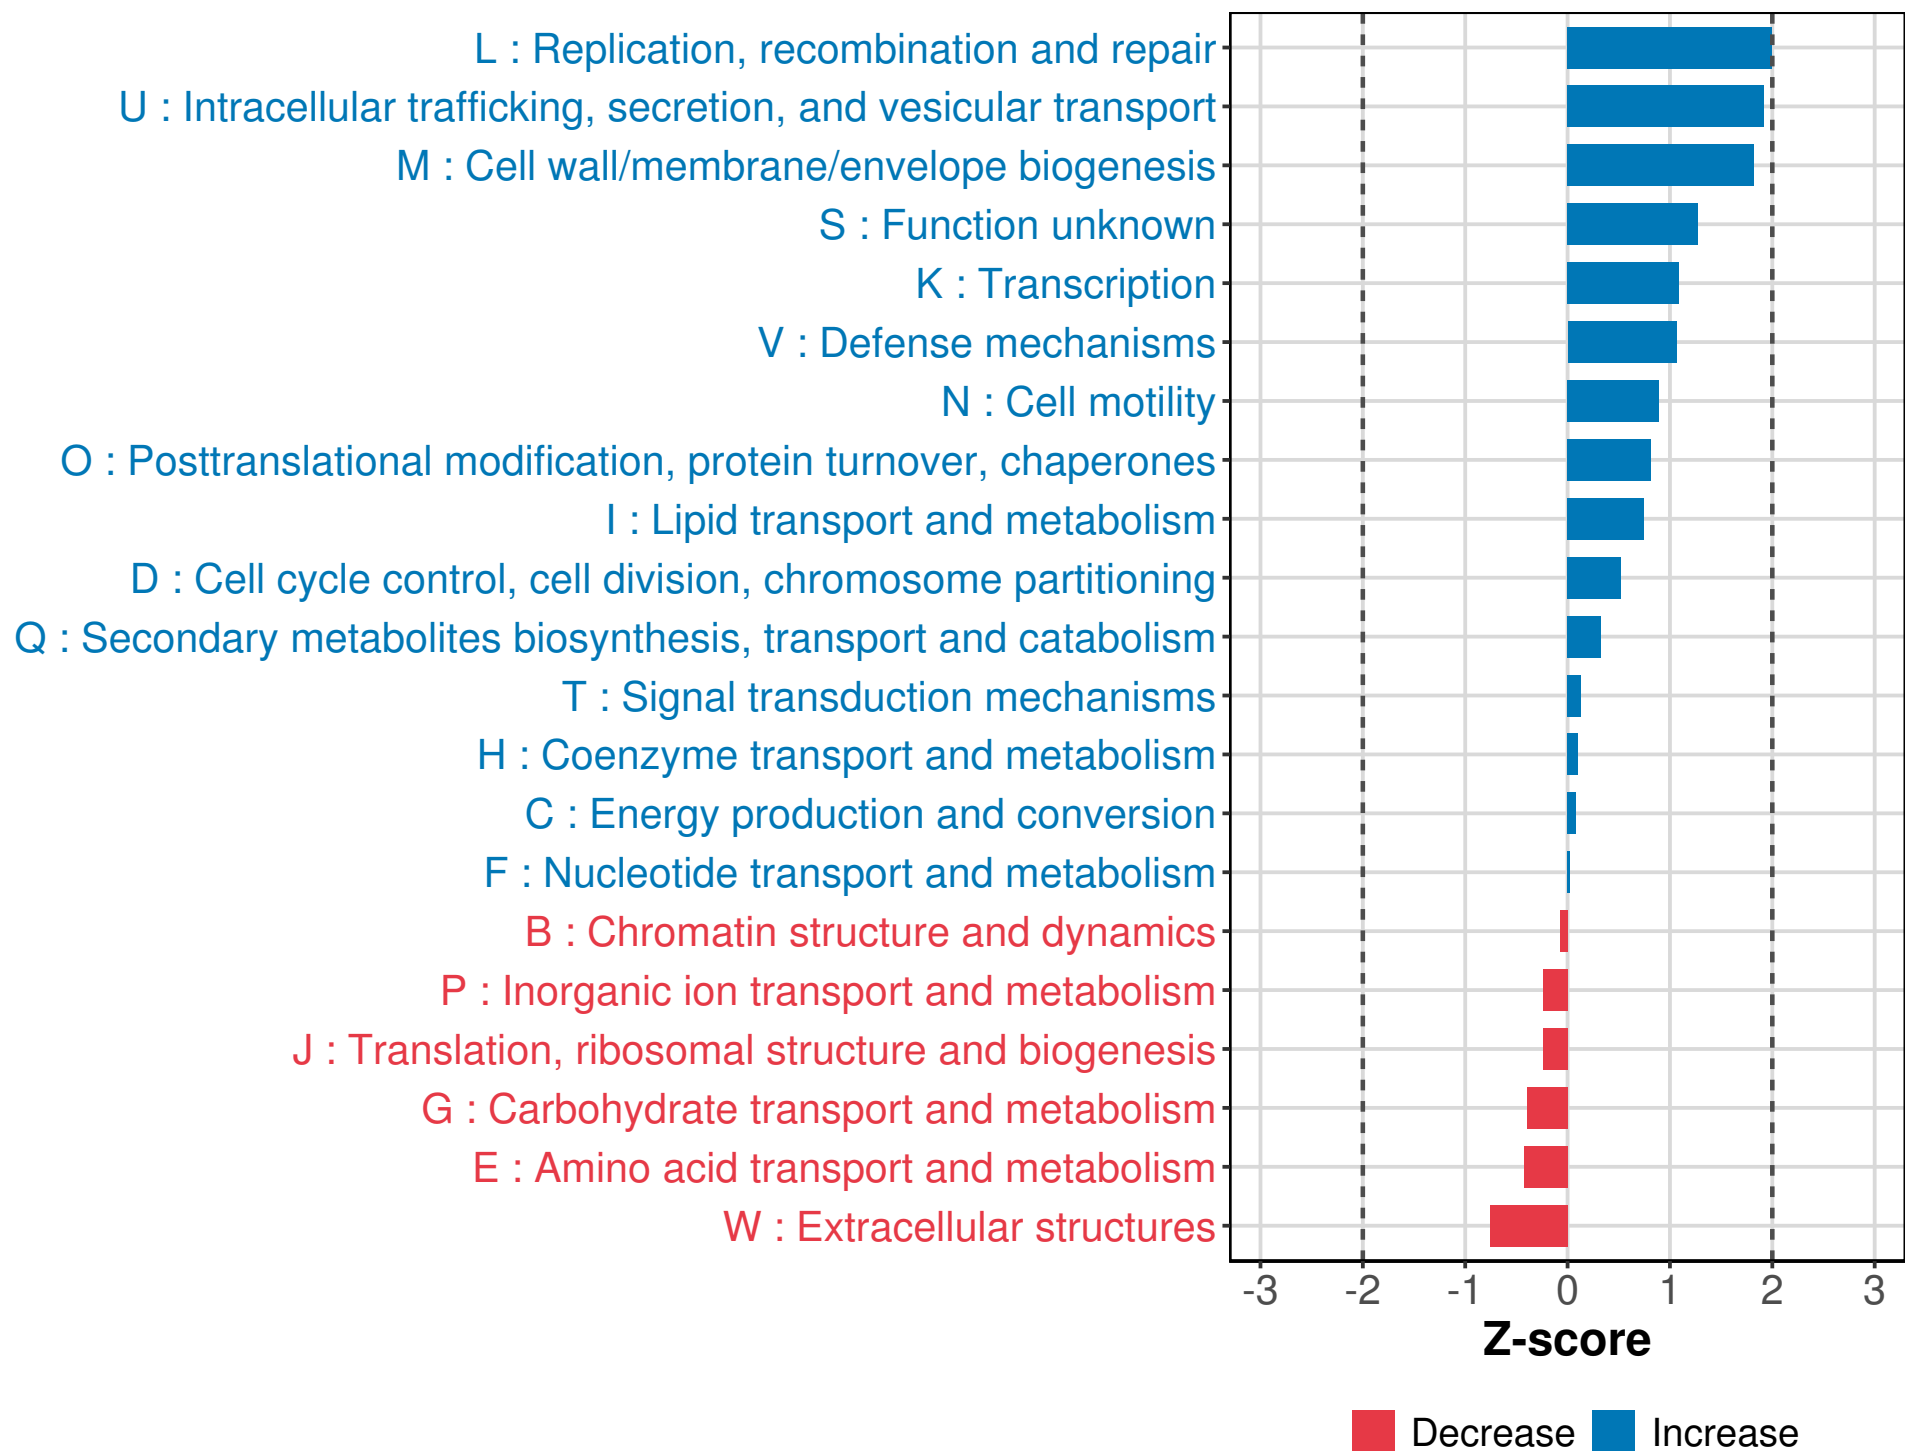 L : Replication, recombination and repair
U : Intracellular trafficking, secretion, and vesicular transport
M : Cell wall/membrane/envelope biogenesis
S : Function unknown
K : Transcription
V : Defense mechanisms
N : Cell motility
O : Posttranslational modification, protein turnover, chaperones
I : Lipid transport and metabolism
D : Cell cycle control, cell division, chromosome partitioning
Q : Secondary metabolites biosynthesis, transport and catabolism
T : Signal transduction mechanisms
H : Coenzyme transport and metabolism
C : Energy production and conversion
F : Nucleotide transport and metabolism
B : Chromatin structure and dynamics
P : Inorganic ion transport and metabolism
J : Translation, ribosomal structure and biogenesis
G : Carbohydrate transport and metabolism
E : Amino acid transport and metabolism
W : Extracellular structures
-3 -2 -1 0 1 2 3
Z-score
Decrease Increase